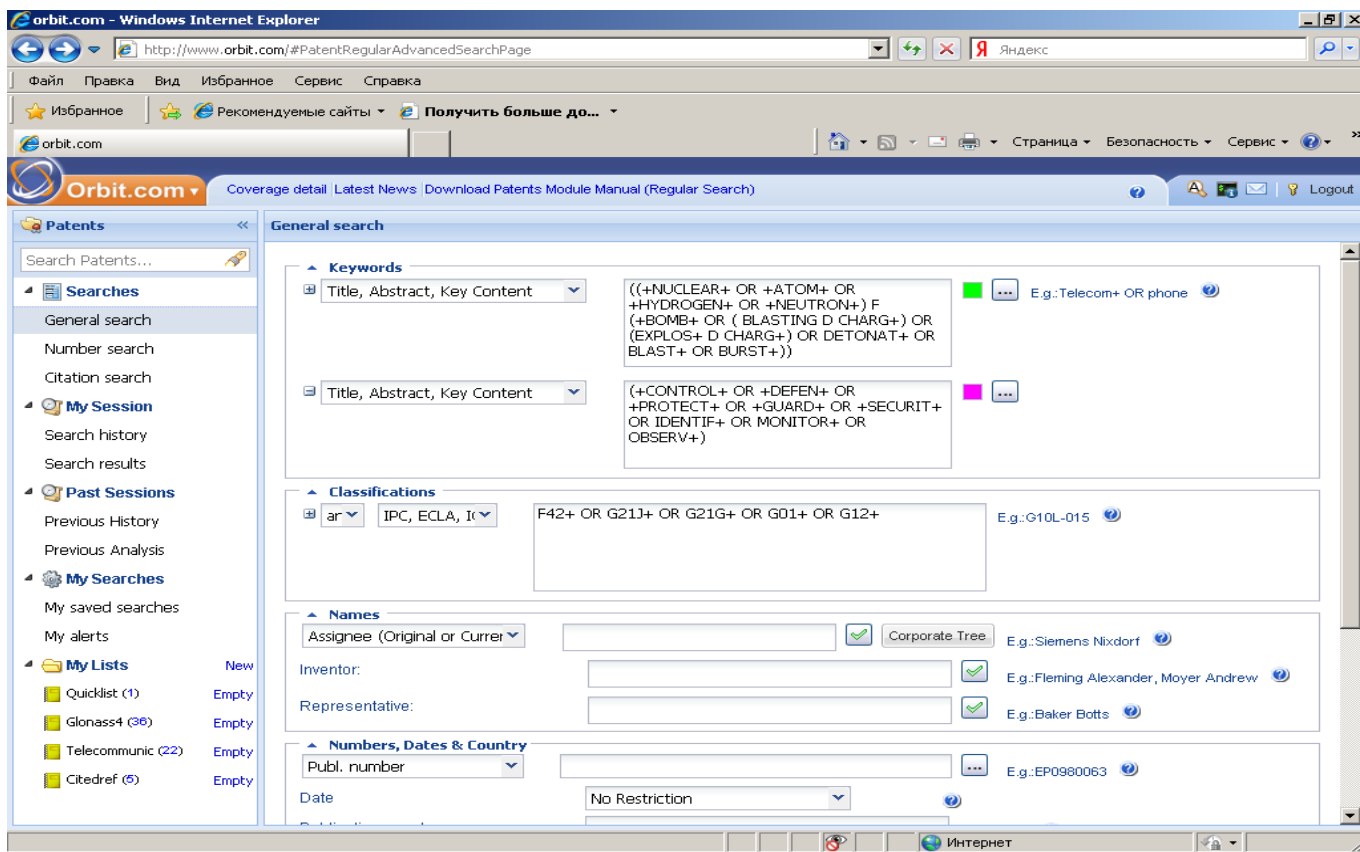 orbit.com - Windows Internet Explorer
http://www.orbit.com/#PatentRegularAdvancedSearchPage
Я Яндекс
Файл Правка Вид Избранное Сервис Справка
Избранное Рекомендуемые сайты Получить больше до...
orbit.com Страница Безопасность Сервис
Orbit.com Coverage detail Latest News Download Patents Module Manual (Regular Search) Logout
Patents General search
Search Patents...
Keywords
Searches
Title, Abstract, Key Content
((+NUCLEAR+ OR +ATOM+ OR
+HYDROGEN+ OR +NEUTRON+) F
(+BOMB+ OR ( BLASTING D CHARG+) OR
(EXPLOS+ D CHARG+) OR DETONAT+ OR
BLAST+ OR BURST+))
... E.g.:Telecom+ OR phone
General search
Number search
Citation search
Title, Abstract, Key Content
(+CONTROL+ OR +DEFEN+ OR
+PROTECT+ OR +GUARD+ OR +SECURIT+
OR IDENTIF+ OR MONITOR+ OR
OBSERV+)
...
My Session
Search history
Search results
Past Sessions
Classifications
IPC, ECLA, I(
F42+ OR G21J+ OR G21G+ OR G01+ OR G12+
E.g.:G10L-015
Previous History
Previous Analysis
My Searches
My saved searches
Names
My alerts
Assignee (Original or Currer
Corporate Tree E.g.:Siemens Nixdorf
My Lists New
Inventor: E.g.:Fleming Alexander, Moyer Andrew
Quicklist (1) Empty
Representative: E.g.:Baker Botts
Glonass4 (36) Empty
Numbers, Dates & Country
Telecommunic (22) Empty
Publ. number ... E.g.:EP0980063
Citedref (5) Empty
Date No Restriction
Интернет